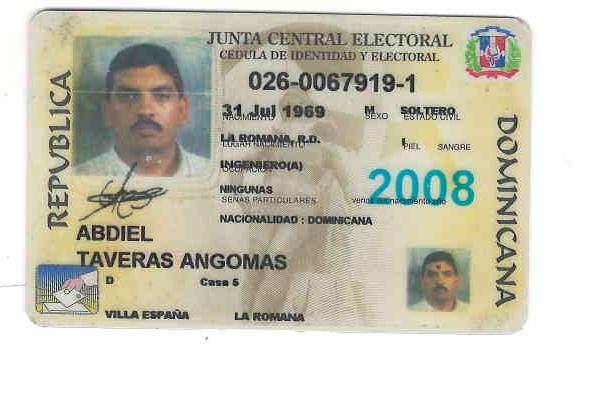 JUNTA CENTRAL ELECTORAL
CEDULA DE IDENTIDAD Y ELECTORAL
026-0067919-1
31 Jul 1969 M SOLTERO
NACIMIENTO SEXO ESTADO CIVIL
LA ROMANA, R.D.
LUGAR NACIMIENTO PIEL SANGRE
INGENIERO(A)
OCUPACION
NINGUNAS 2008
SEÑAS PARTICULARES
NACIONALIDAD : DOMINICANA
ABDIEL
TAVERAS ANGOMAS
D Casa 5
VILLA ESPAÑA LA ROMANA
REPVBLICA
DOMINICANA